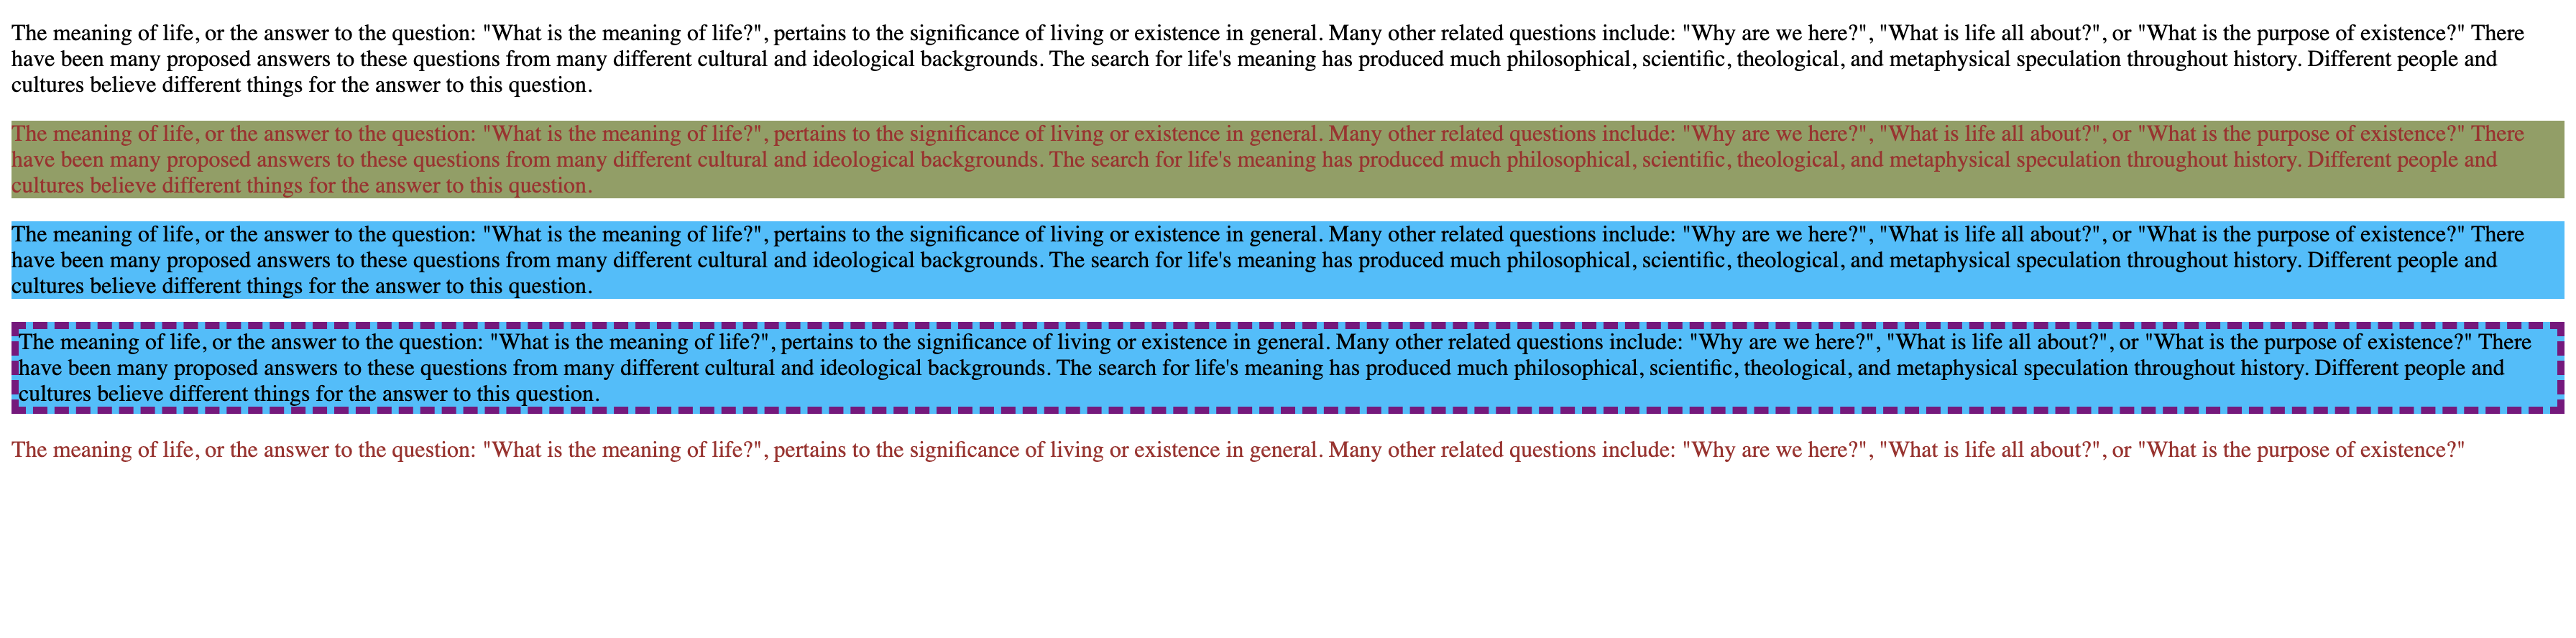 The meaning of life, or the answer to the question: "What is the meaning of life?", pertains to the significance of living or existence in general. Many other related questions include: "Why are we here?", "What is life all about?", or "What is the purpose of existence?" There
have been many proposed answers to these questions from many different cultural and ideological backgrounds. The search for life's meaning has produced much philosophical, scientific, theological, and metaphysical speculation throughout history. Different people and
cultures believe different things for the answer to this question.
The meaning of life, or the answer to the question: "What is the meaning of life?", pertains to the significance of living or existence in general. Many other related questions include: "Why are we here?", "What is life all about?", or "What is the purpose of existence?" There
have been many proposed answers to these questions from many different cultural and ideological backgrounds. The search for life's meaning has produced much philosophical, scientific, theological, and metaphysical speculation throughout history. Different people and
cultures believe different things for the answer to this question.
The meaning of life, or the answer to the question: "What is the meaning of life?", pertains to the significance of living or existence in general. Many other related questions include: "Why are we here?", "What is life all about?", or "What is the purpose of existence?" There
have been many proposed answers to these questions from many different cultural and ideological backgrounds. The search for life's meaning has produced much philosophical, scientific, theological, and metaphysical speculation throughout history. Different people and
cultures believe different things for the answer to this question.
The meaning of life, or the answer to the question: "What is the meaning of life?", pertains to the significance of living or existence in general. Many other related questions include: "Why are we here?", "What is life all about?", or "What is the purpose of existence?" There
have been many proposed answers to these questions from many different cultural and ideological backgrounds. The search for life's meaning has produced much philosophical, scientific, theological, and metaphysical speculation throughout history. Different people and
cultures believe different things for the answer to this question.
The meaning of life, or the answer to the question: "What is the meaning of life?", pertains to the significance of living or existence in general. Many other related questions include: "Why are we here?", "What is life all about?", or "What is the purpose of existence?"